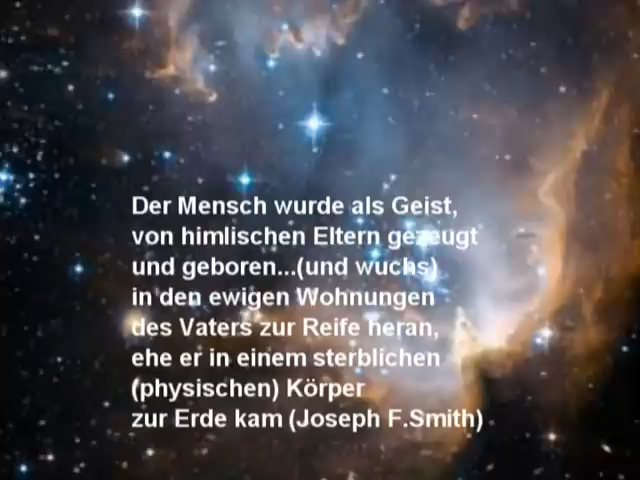 Der Mensch wurde als Geist,
von himlischen Eltern gezeugt
und geboren...(und wuchs)
in den ewigen Wohnungen
des Vaters zur Reife heran,
ehe er in einem sterblichen
(physischen) Körper
zur Erde kam (Joseph F.Smith)